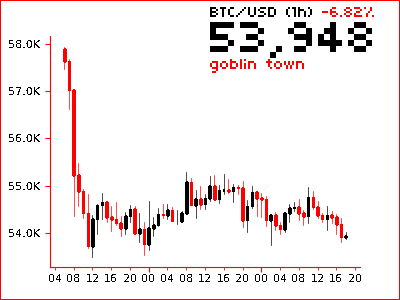 BTC/USD (1h) -6.82%
53,948
goblin town
58.0K
57.0K
56.0K
55.0K
54.0K
04 08 12 16 20 00 04 08 12 16 20 00 04 08 12 16 20